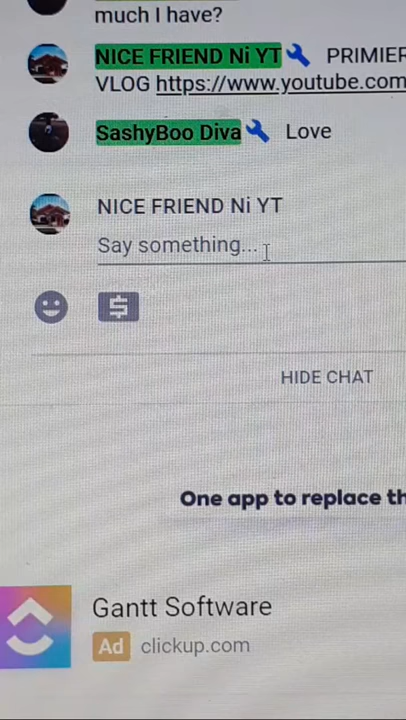 much I have?
NICE FRIEND Ni YT PRIMIER
VLOG https://www.youtube.com
SashyBoo Diva Love
NICE FRIEND Ni YT
Say something...
HIDE CHAT
One app to replace th
Gantt Software
Ad clickup.com